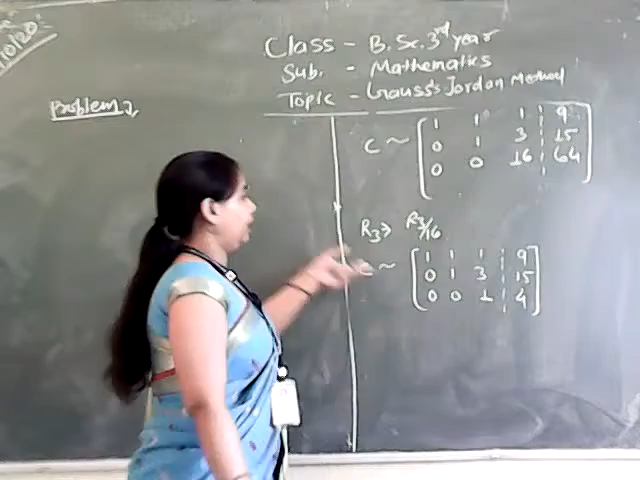 10/20
Class - B.Sc. 3rd year
Sub. - Mathematics
Topic - Gauss's Jordan Method
Problem 2,
1 1 1 9
C ~ 0 1 3 15
0 0 16 64
R3 → R3/16
1 1 1 9
C ~ 0 1 3 15
0 0 1 4